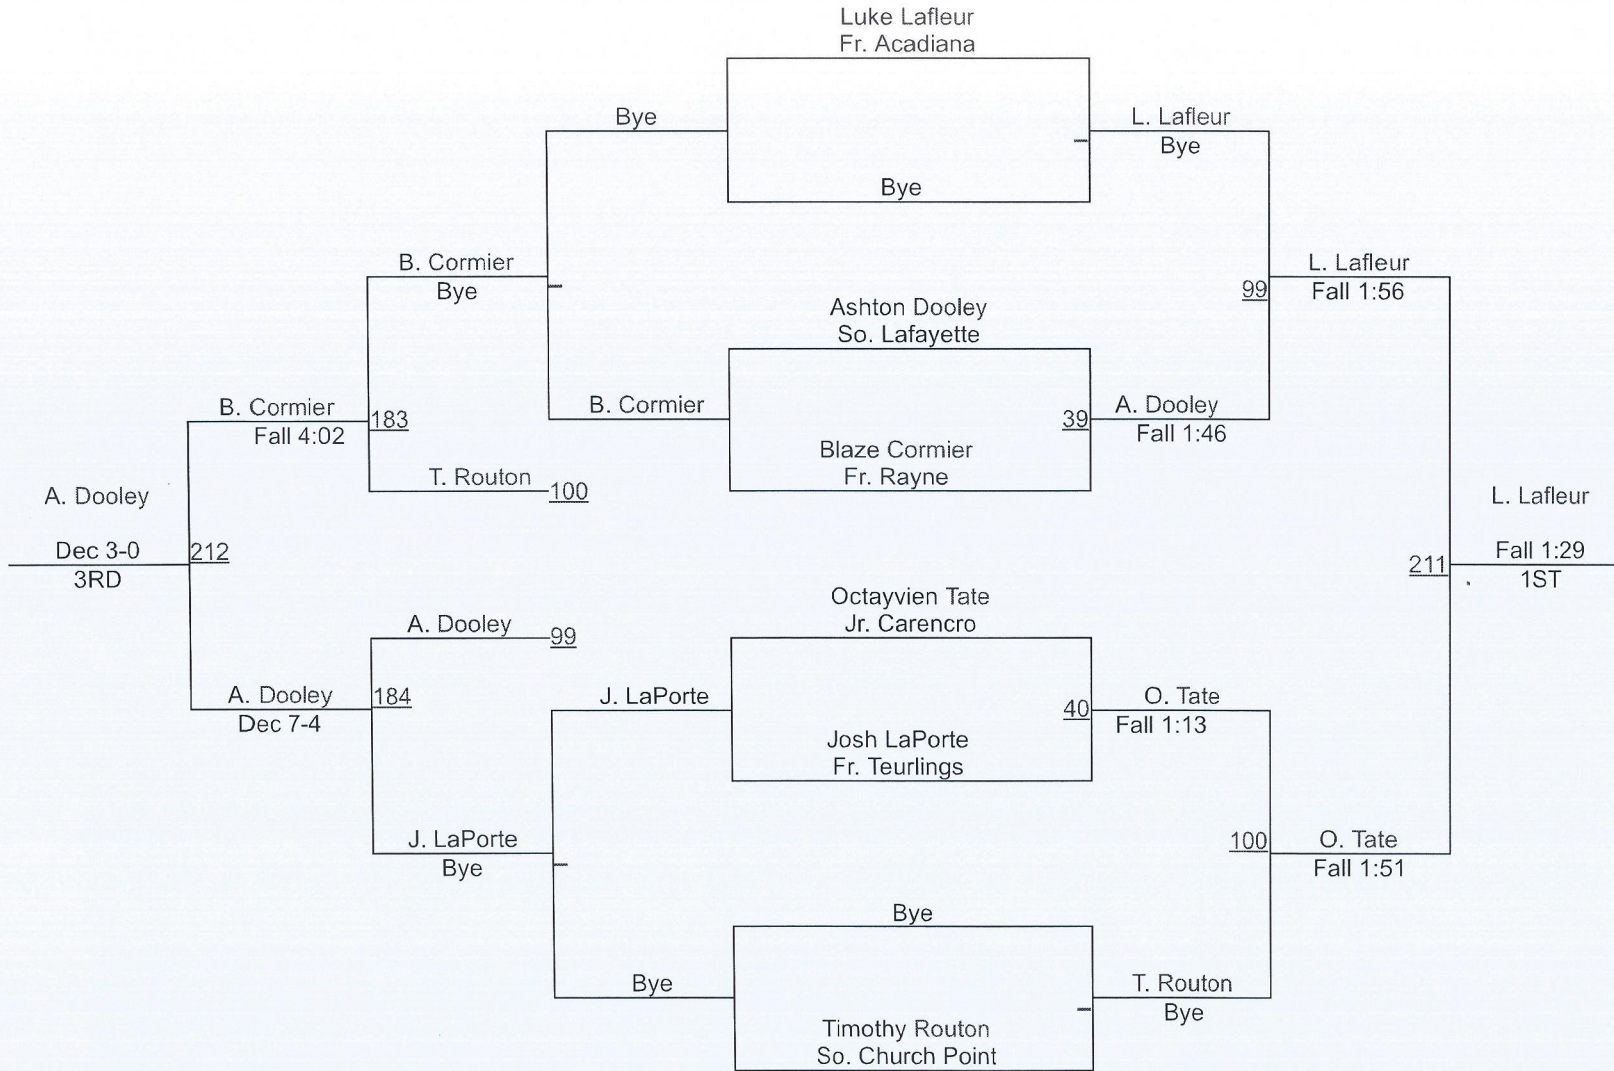 Luke Lafleur
Fr. Acadiana
Bye
L. Lafleur
Bye
Bye
B. Cormier
Bye
L. Lafleur
99
Fall 1:56
Ashton Dooley
So. Lafayette
B. Cormier
Fall 4:02
183
B. Cormier
39
A. Dooley
Fall 1:46
Blaze Cormier
Fr. Rayne
T. Routon
100
A. Dooley
L. Lafleur
Dec 3-0
212
3RD
211
Fall 1:29
1ST
Octayvien Tate
Jr. Carencro
A. Dooley
99
A. Dooley
184
Dec 7-4
J. LaPorte
40
O. Tate
Fall 1:13
Josh LaPorte
Fr. Teurlings
J. LaPorte
Bye
100
O. Tate
Fall 1:51
Bye
Bye
T. Routon
Bye
Timothy Routon
So. Church Point